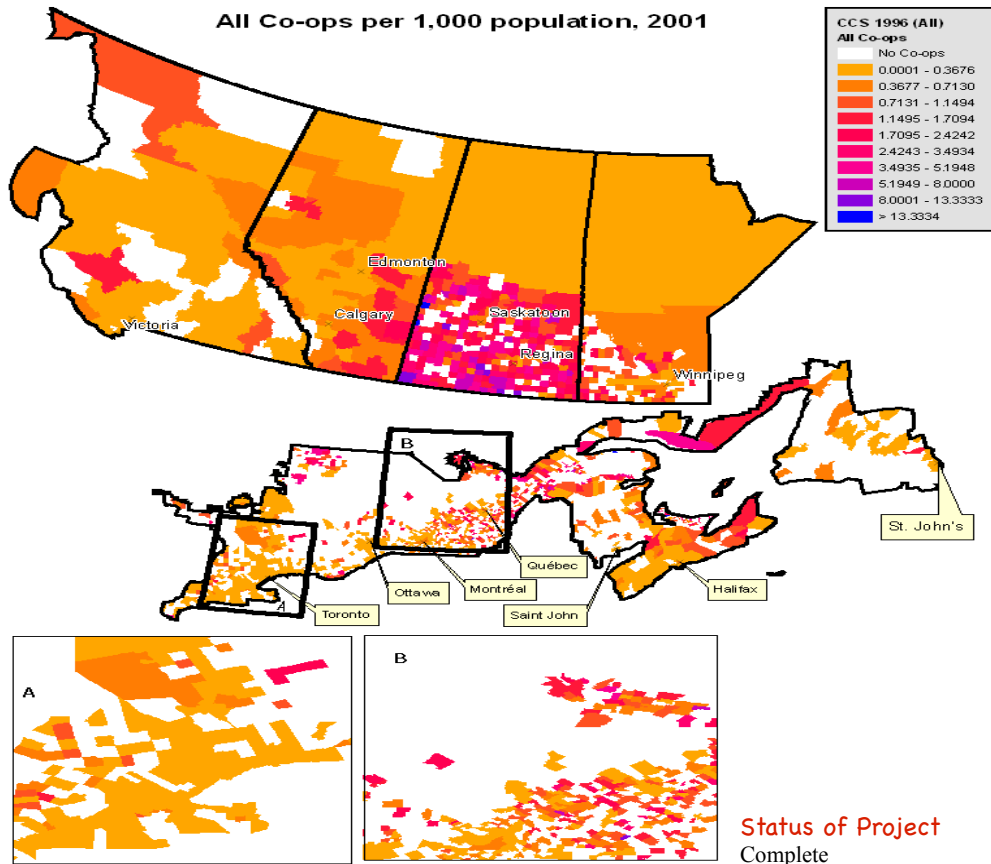 All Co-ops per 1,000 population, 2001
CCS 1996 (All)
All Co-ops
No Co-ops
0.0001 - 0.3676
0.3677 - 0.7130
0.7131 - 1.1494
1.1495 - 1.7094
1.7095 - 2.4242
2.4243 - 3.4934
3.4935 - 5.1948
5.1949 - 8.0000
8.0001 - 13.3333
> 13.3334
Edmonton
Calgary
Saskatoon
Victoria
Regina
Winnipeg
B
St. John's
Québec
Ottawa
Montréal
Halifax
A
Toronto
Saint John
A
B
Status of Project
Complete